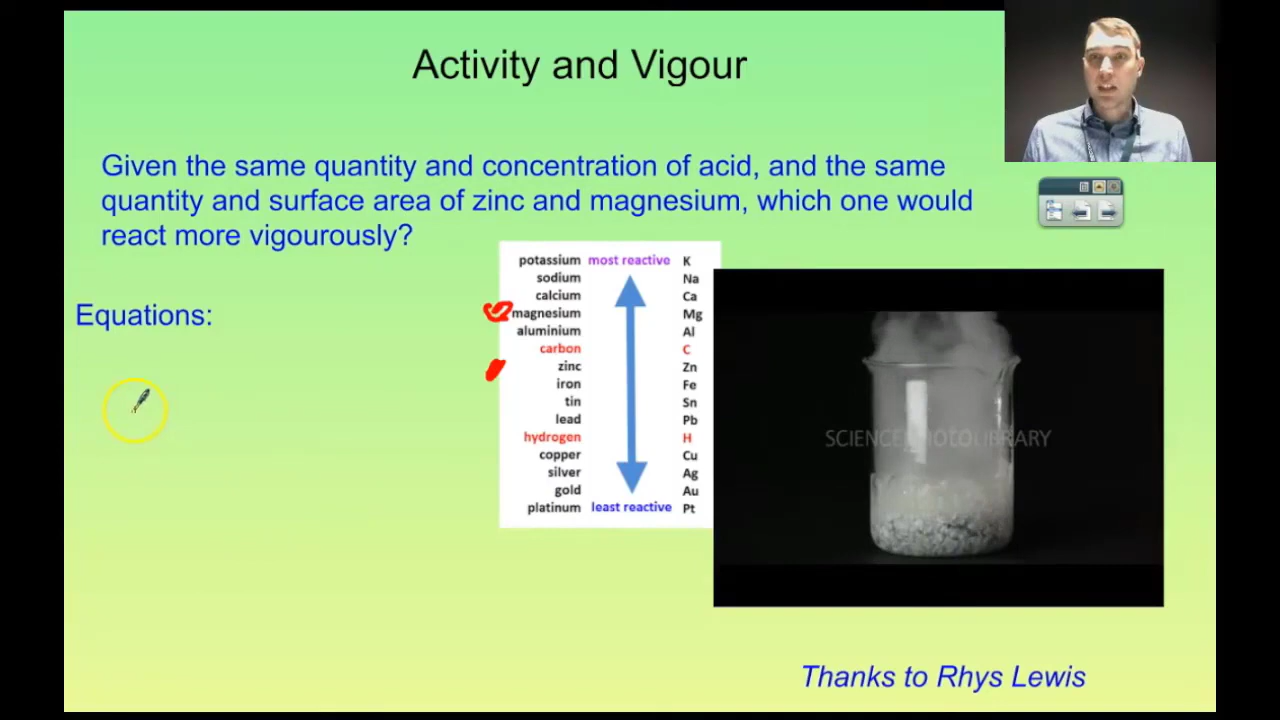 Activity and Vigour
Given the same quantity and concentration of acid, and the same
quantity and surface area of zinc and magnesium, which one would
react more vigourously?
Equations:
potassium most reactive K
sodium Na
calcium Ca
magnesium Mg
aluminium Al
carbon C
zinc Zn
iron Fe
tin Sn
lead Pb
hydrogen H
copper Cu
silver Ag
gold Au
platinum least reactive Pt
SCIENCEPHOTOLIBRARY
Thanks to Rhys Lewis